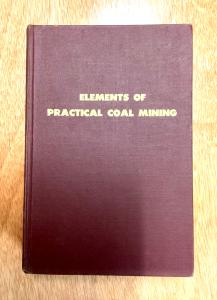 ELEMENTS OF
PRACTICAL COAL MINING